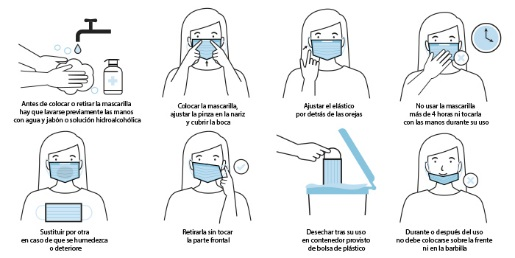 Antes de colocar o retirar la mascarilla
hay que lavarse previamente las manos
con agua y jabón o solución hidroalcohólica
Colocar la mascarilla,
ajustar la pinza en la nariz
y cubrir la boca
Ajustar el elástico
por detrás de las orejas
No usar la mascarilla
más de 4 horas ni tocarla
con las manos durante su uso
Sustituir por otra
en caso de que se humedezca
o deteriore
Retirarla sin tocar
la parte frontal
Desechar tras su uso
en contenedor provisto
de bolsa de plástico
Durante o después del uso
no debe colocarse sobre la frente
ni en la barbilla